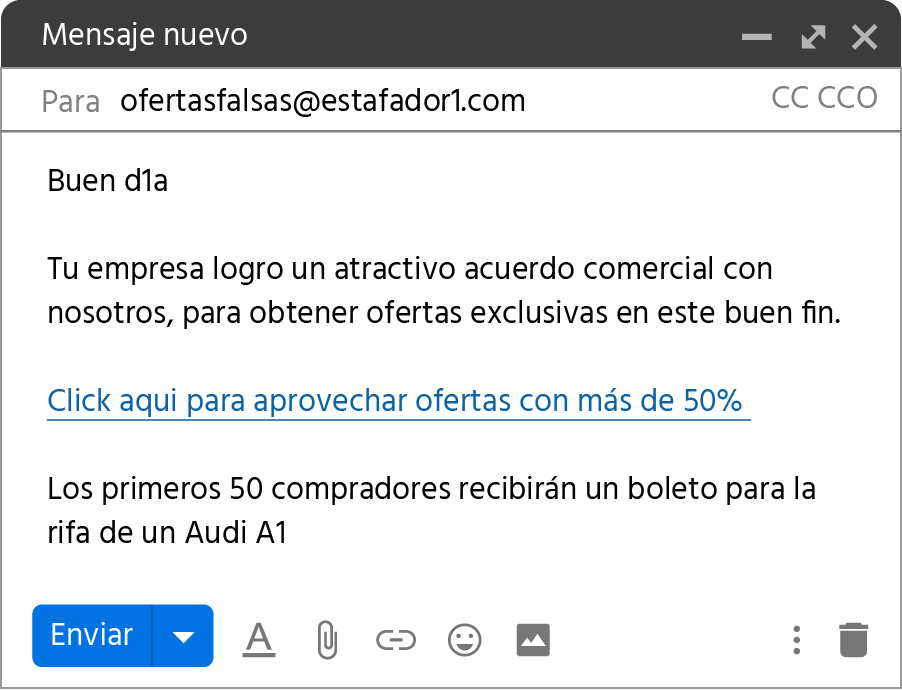 Mensaje nuevo
Para ofertasfalsas@estafador1.com CC CCO
Buen d1a
Tu empresa logro un atractivo acuerdo comercial con
nosotros, para obtener ofertas exclusivas en este buen fin.
Click aqui para aprovechar ofertas con más de 50%
Los primeros 50 compradores recibirán un boleto para la
rifa de un Audi A1
Enviar